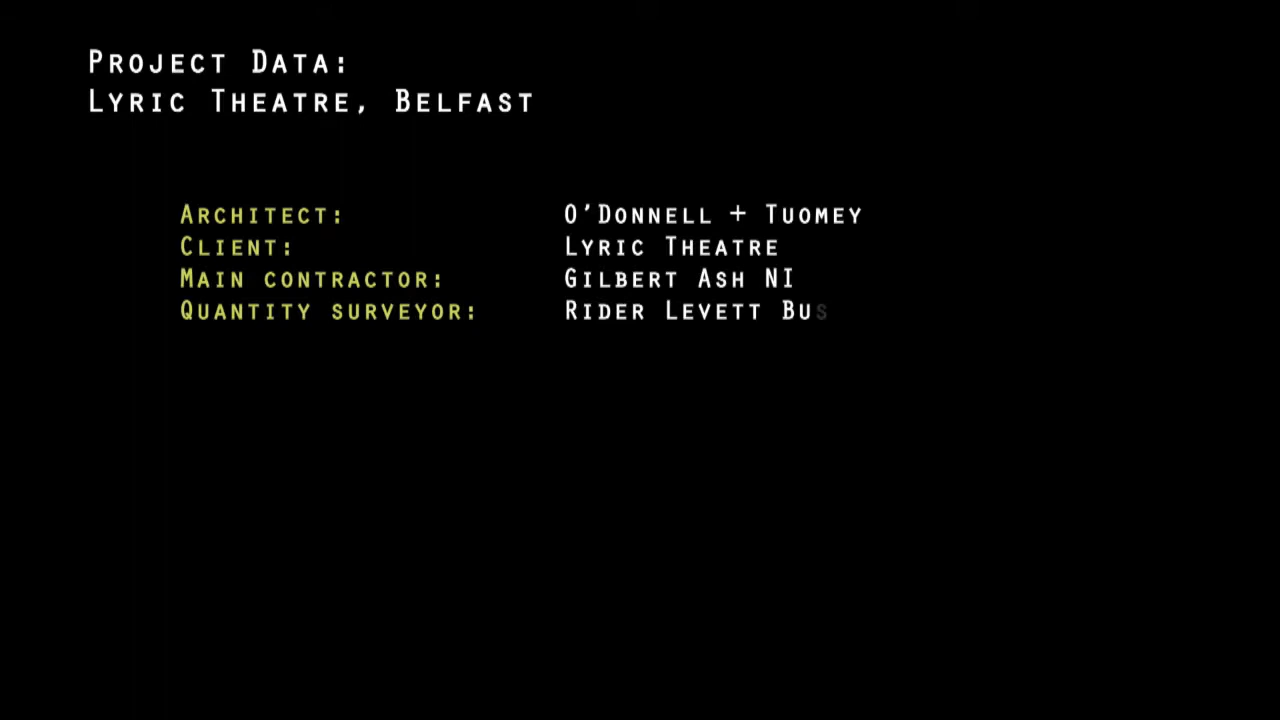 Project Data:
Lyric Theatre, Belfast
Architect: O'Donnell + Tuomey
Client: Lyric Theatre
Main contractor: Gilbert Ash NI
Quantity surveyor: Rider Levett Bus